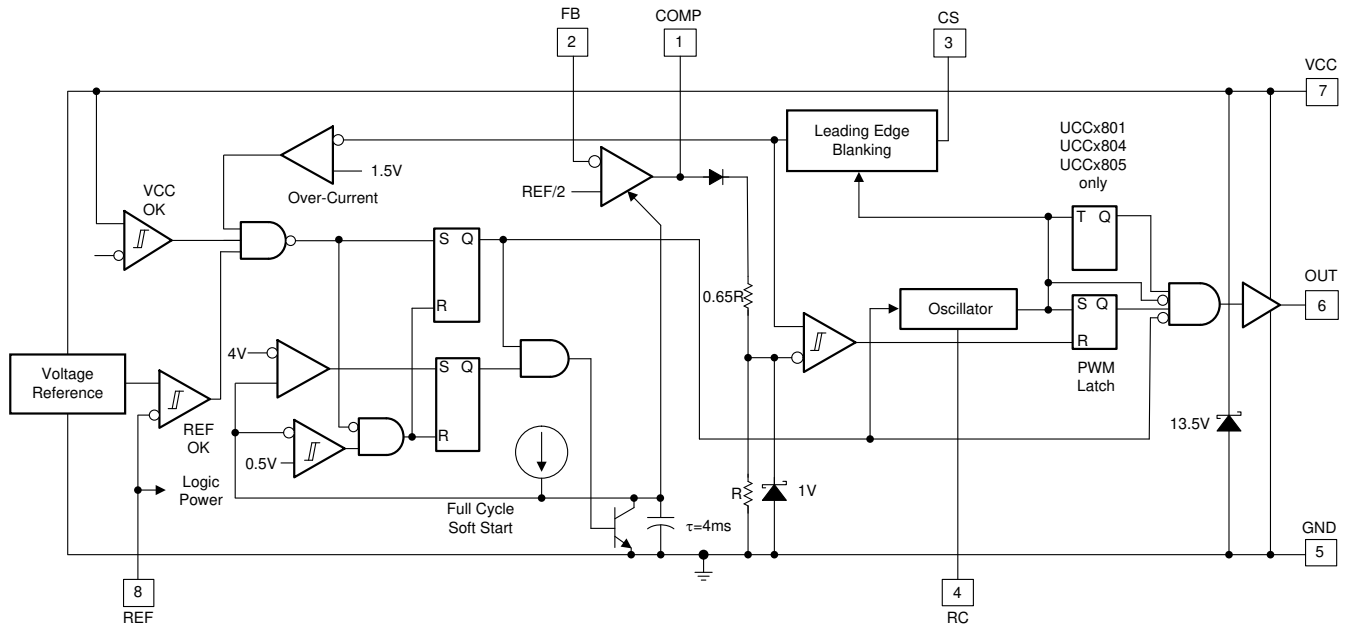 FB
COMP
CS
2
1
3
VCC
7
Leading Edge
Blanking
UCCx801
UCCx804
UCCx805
only
1.5V
Over-Current
VCC
OK
REF/2
T Q
S Q
R
0.65R
Oscillator
S Q
R
PWM
Latch
OUT
6
4V
Voltage
Reference
S Q
R
REF
OK
0.5V
13.5V
Logic
Power
Full Cycle
Soft Start
R
1V
τ=4ms
GND
5
8
REF
4
RC